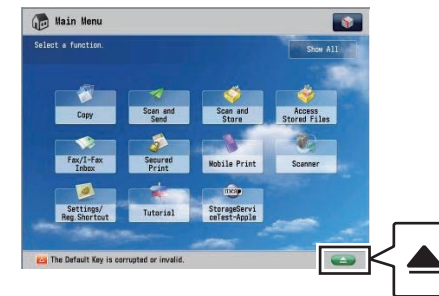 Main Menu
Select a function.
Show All
Copy
Scan and
Send
Scan and
Store
Access
Stored Files
Fax/I-Fax
Inbox
Secured
Print
Mobile Print
Scanner
Settings/
Reg.Shortcut
Tutorial
meap
StorageServi
ceTest-Apple
The Default Key is corrupted or invalid.